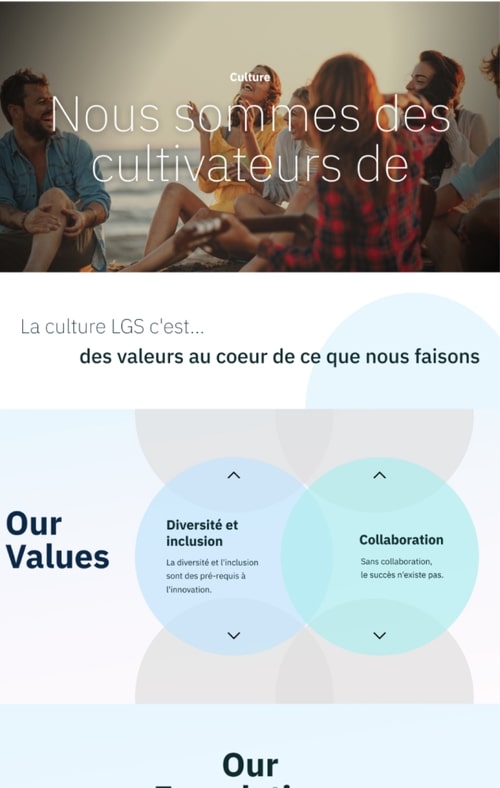 Culture
Nous sommes des
cultivateurs de
La culture LGS c'est...
des valeurs au coeur de ce que nous faisons
Our
Values
Diversité et
inclusion
La diversité et l'inclusion
sont des pré-requis à
l'innovation.
Collaboration
Sans collaboration,
le succès n'existe pas.
Our